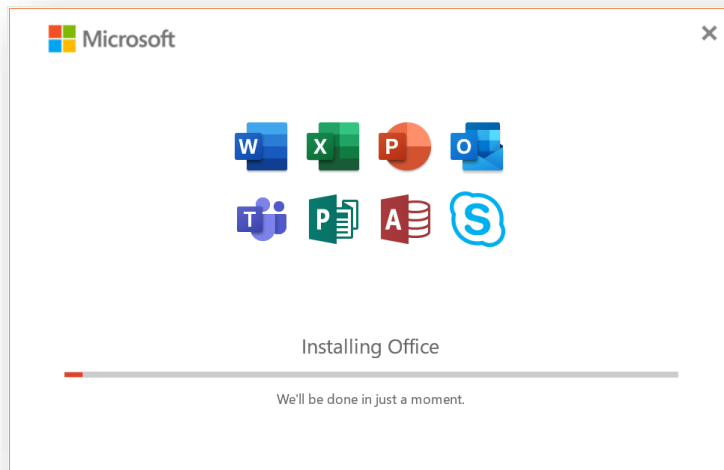 Microsoft
W X P O
T P A S
Installing Office
We'll be done in just a moment.